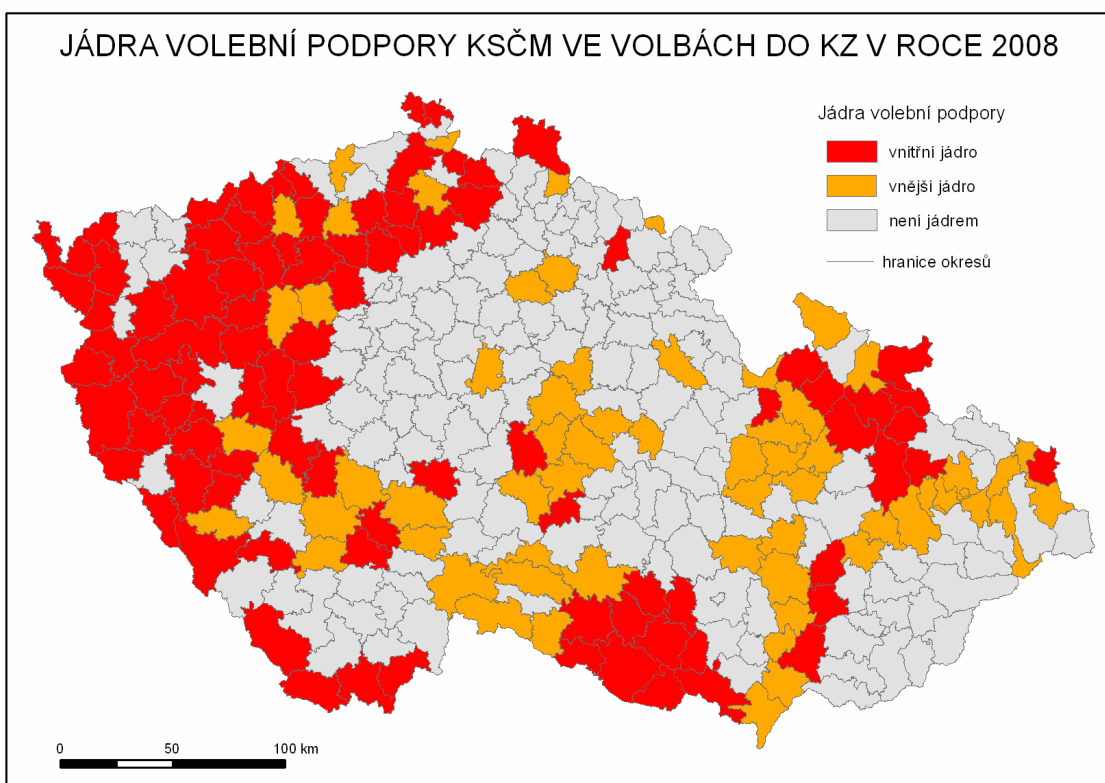 JÁDRA VOLEBNÍ PODPORY KSČM VE VOLBÁCH DO KZ V ROCE 2008
Jádra volební podpory
vnitřní jádro
vnější jádro
není jádrem
hranice okresů
0 50 100 km